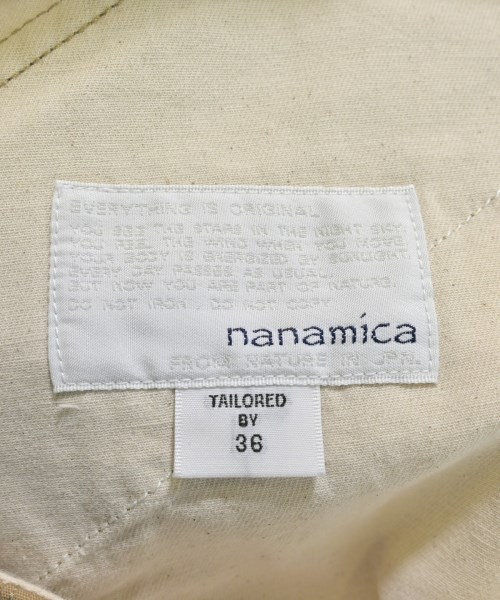 EVERYTHING IS ORIGINAL
YOU SEE THE STARS IN THE NIGHT SKY.
YOU FEEL THE WIND WHEN YOU MOVE
YOUR BODY IS ENERGIZED BY SUNLIGHT
EVERY DAY PASSES AS USUAL.
BUT NOW YOU ARE PART OF NATURE.
DO NOT IRON . DO NOT COPY
nanamica
FROM NATURE IN JPN.
TAILORED
BY
36